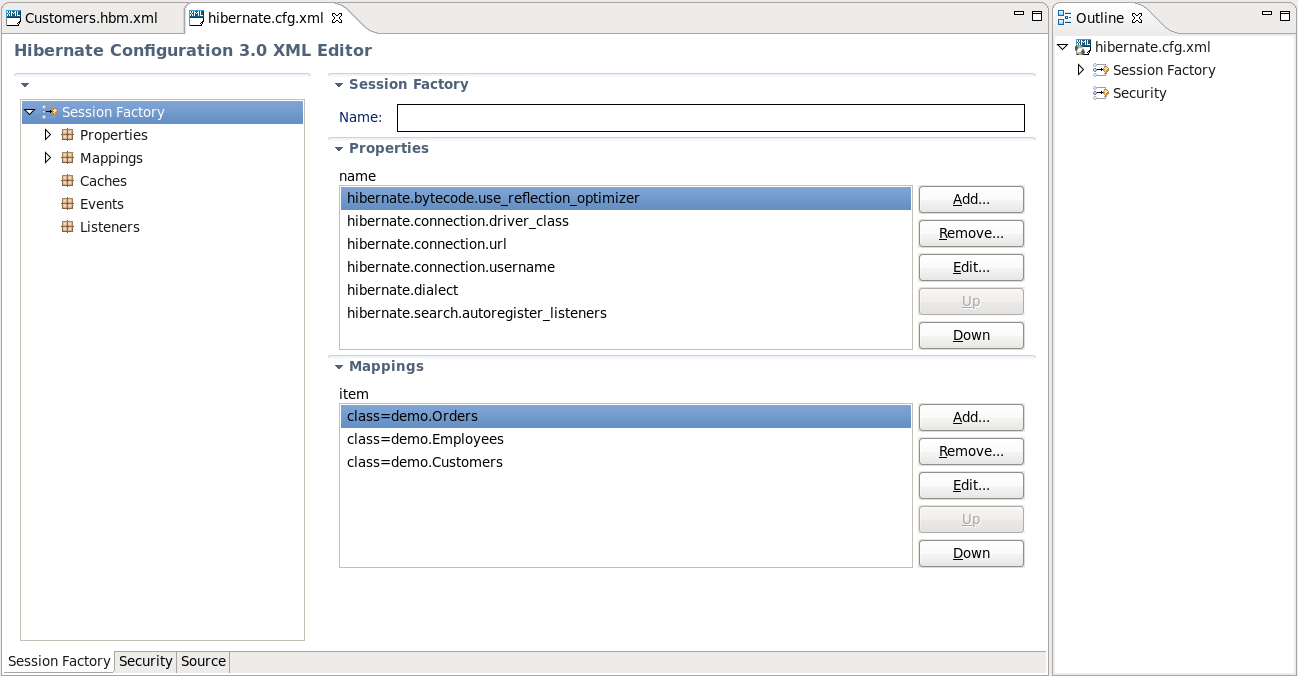 Customers.hbm.xml
hibernate.cfg.xml
Hibernate Configuration 3.0 XML Editor
Session Factory
Properties
Mappings
Caches
Events
Listeners
Session Factory
Name:
Properties
name
hibernate.bytecode.use_reflection_optimizer
hibernate.connection.driver_class
hibernate.connection.url
hibernate.connection.username
hibernate.dialect
hibernate.search.autoregister_listeners
Add...
Remove...
Edit...
Up
Down
Mappings
item
class=demo.Orders
class=demo.Employees
class=demo.Customers
Add...
Remove...
Edit...
Up
Down
Session Factory
Security
Source
Outline
hibernate.cfg.xml
Session Factory
Security